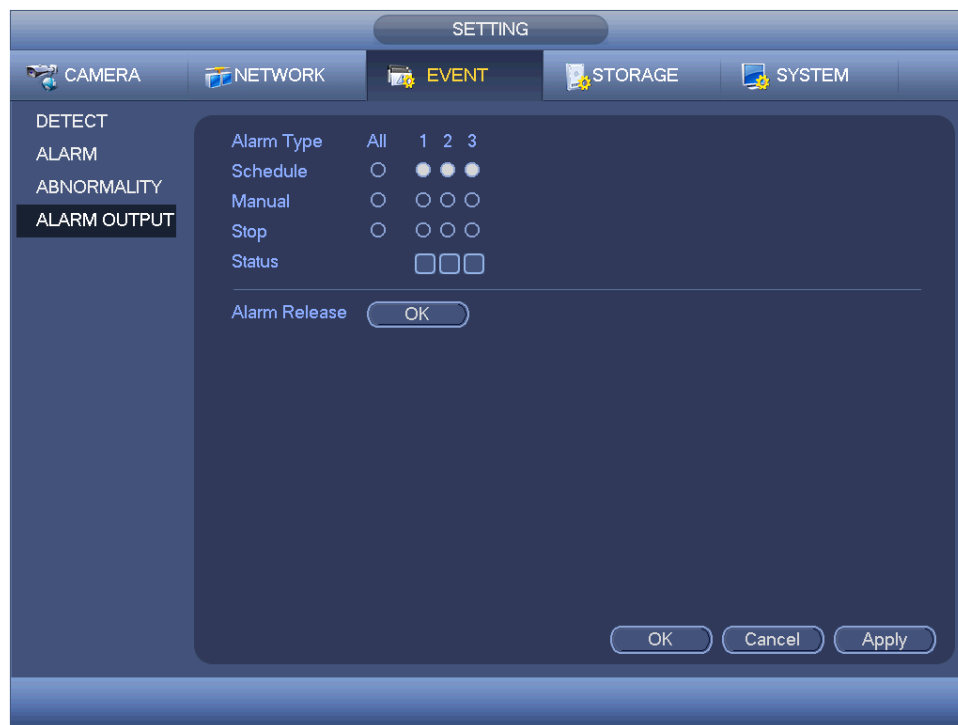 SETTING
CAMERA NETWORK EVENT STORAGE SYSTEM
DETECT
ALARM
ABNORMALITY
ALARM OUTPUT
Alarm Type All 1 2 3
Schedule
Manual
Stop
Status
Alarm Release OK
OK Cancel Apply